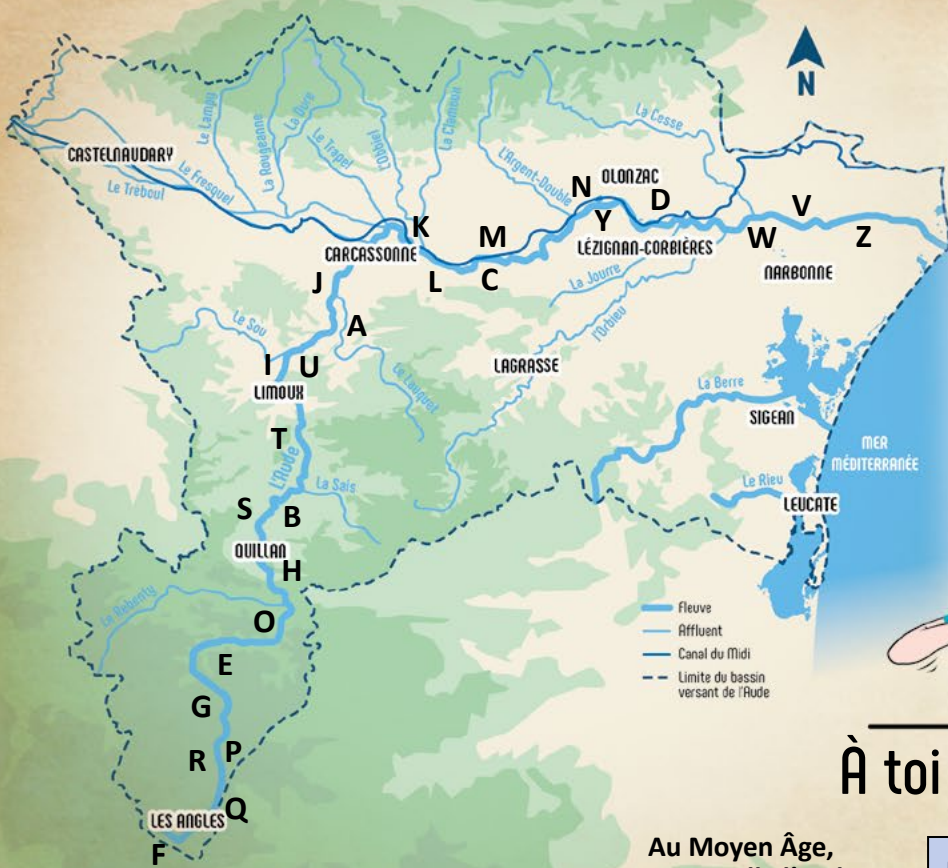 N
CASTELNAUDARY
Le Tréboul
Le Fresquel
Le Lampy
La Rougeanne
La Dure
Le Trapel
L'Orbiel
La Clamoux
L'Argent-Double
La Cesse
OLONZAC
N
Y
D
V
W
Z
K
M
L
C
CARCASSONNE
LÉZIGNAN-CORBIÈRES
NARBONNE
La Jourre
l'Orbieu
J
A
Le Sou
I
U
LIMOUX
Le Lauquet
LAGRASSE
La Berre
SIGEAN
MER
MÉDITERRANÉE
T
L'Aude
La Sals
Le Rieu
LEUCATE
S
B
QUILLAN
H
Le Rebenty
O
E
G
R
P
Q
LES ANGLES
F
Fleuve
Affluent
Canal du Midi
Limite du bassin
versant de l'Aude
À toi
Au Moyen Âge,